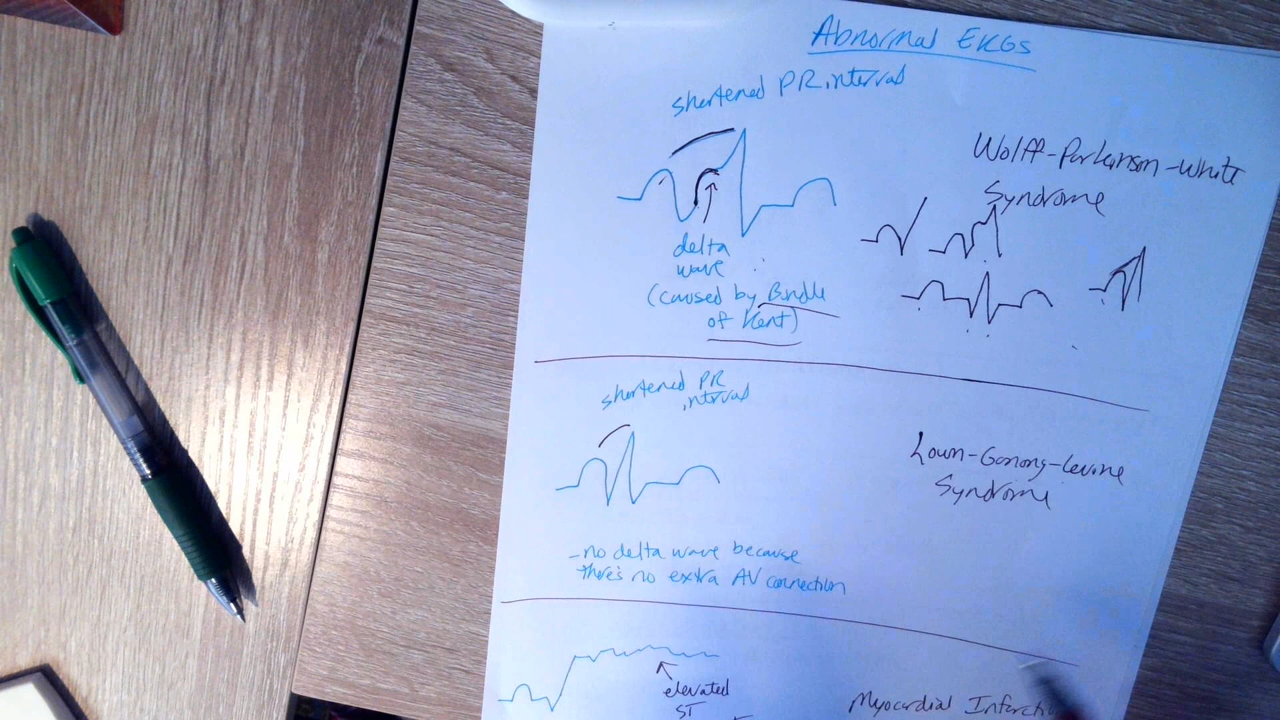 Abnormal EKGs
shortened PR interval
Wolff-Parkinson-White
Syndrome
delta
wave
(caused by Bundle
of Kent)
shortened PR
interval
Lown-Ganong-Levine
Syndrome
-no delta wave because
there's no extra AV connection
elevated
ST
Myocardial Infarcti